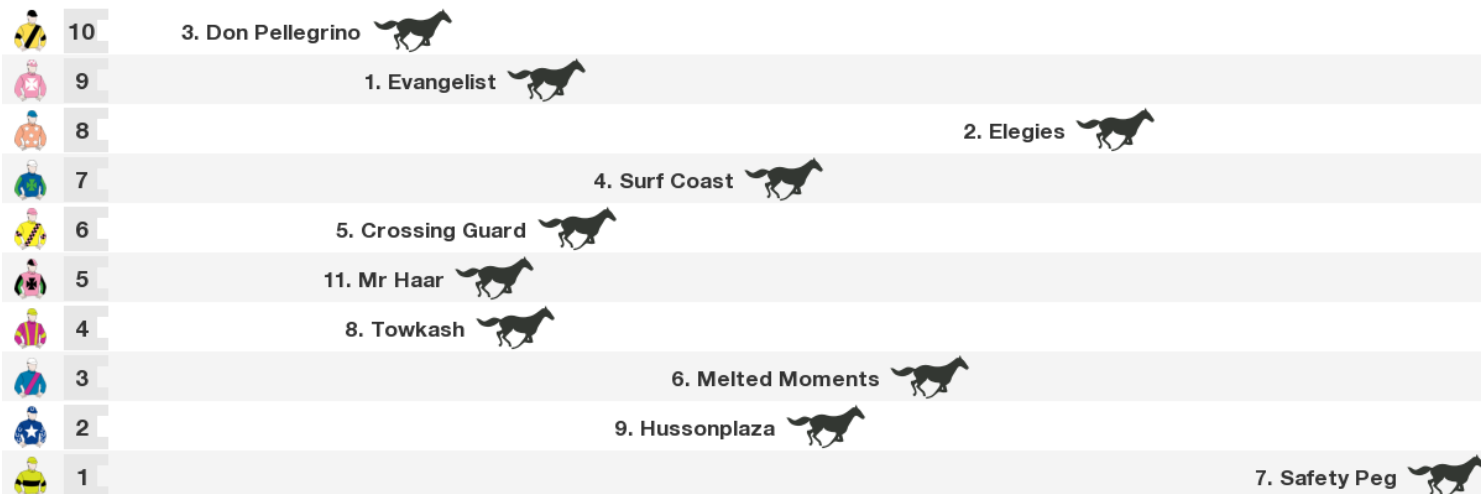 10 3. Don Pellegrino
9 1. Evangelist
8 2. Elegies
7 4. Surf Coast
6 5. Crossing Guard
5 11. Mr Haar
4 8. Towkash
3 6. Melted Moments
2 9. Hussonplaza
1 7. Safety Peg